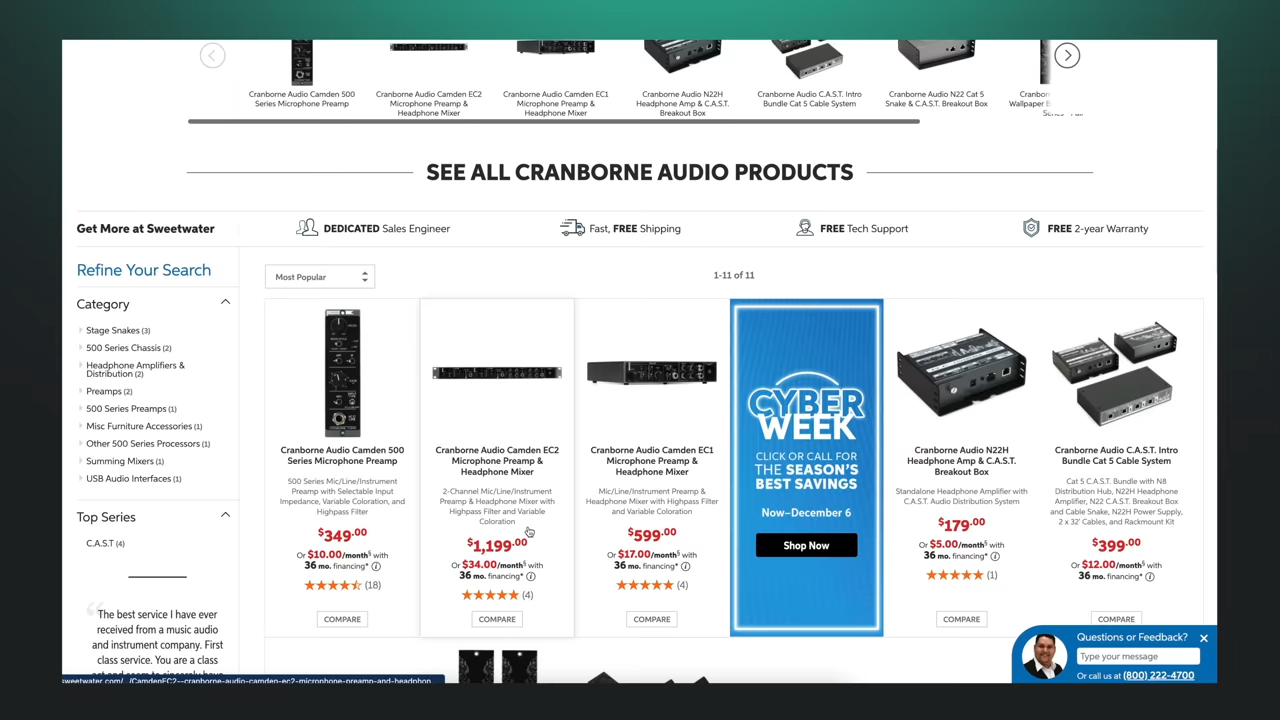 Cranborne Audio Camden 500
Series Microphone Preamp
Cranborne Audio Camden EC2
Microphone Preamp &
Headphone Mixer
Cranborne Audio Camden EC1
Microphone Preamp &
Headphone Mixer
Cranborne Audio N22H
Headphone Amp & C.A.S.T.
Breakout Box
Cranborne Audio C.A.S.T. Intro
Bundle Cat 5 Cable System
Cranborne Audio N22 Cat 5
Snake & C.A.S.T. Breakout Box
Cranbor
Wallpaper B
SEE ALL CRANBORNE AUDIO PRODUCTS
Get More at Sweetwater
DEDICATED Sales Engineer
Fast, FREE Shipping
FREE Tech Support
FREE 2-year Warranty
Refine Your Search
Category
Stage Snakes (3)
500 Series Chassis (2)
Headphone Amplifiers &
Distribution (2)
Preamps (2)
500 Series Preamps (1)
Misc Furniture Accessories (1)
Other 500 Series Processors (1)
Summing Mixers (1)
USB Audio Interfaces (1)
Top Series
C.A.S.T (4)
“The best service I have ever
received from a music audio
and instrument company. First
class service. You are a class
Most Popular
1-11 of 11
Cranborne Audio Camden 500
Series Microphone Preamp
500 Series Mic/Line/Instrument
Preamp with Selectable Input
Impedance, Variable Coloration, and
Highpass Filter
$349.00
Or $10.00/month§ with
36 mo. financing*
(18)
COMPARE
Cranborne Audio Camden EC2
Microphone Preamp &
Headphone Mixer
2-Channel Mic/Line/Instrument
Preamp & Headphone Mixer with
Highpass Filter and Variable
Coloration
$1,199.00
Or $34.00/month§ with
36 mo. financing*
(4)
COMPARE
Cranborne Audio Camden EC1
Microphone Preamp &
Headphone Mixer
Mic/Line/Instrument Preamp &
Headphone Mixer with Highpass Filter
and Variable Coloration
$599.00
Or $17.00/month§ with
36 mo. financing*
(4)
COMPARE
CYBER
WEEK
CLICK OR CALL FOR
THE SEASON'S
BEST SAVINGS
Now–December 6
Shop Now
Cranborne Audio N22H
Headphone Amp & C.A.S.T.
Breakout Box
Standalone Headphone Amplifier with
C.A.S.T. Audio Distribution System
$179.00
Or $5.00/month§ with
36 mo. financing*
(1)
COMPARE
Cranborne Audio C.A.S.T. Intro
Bundle Cat 5 Cable System
Cat 5 C.A.S.T. Bundle with N8
Distribution Hub, N22H Headphone
Amplifier, N22 C.A.S.T. Breakout Box
and Cable Snake, N22H Power Supply,
2 x 32' Cables, and Rackmount Kit
$399.00
Or $12.00/month§ with
36 mo. financing*
COMPARE
Questions or Feedback?
Type your message
Or call us at (800) 222-4700
sweetwater.com/.../CamdenEC2--cranborne-audio-camden-ec2-microphone-preamp-and-headphon...